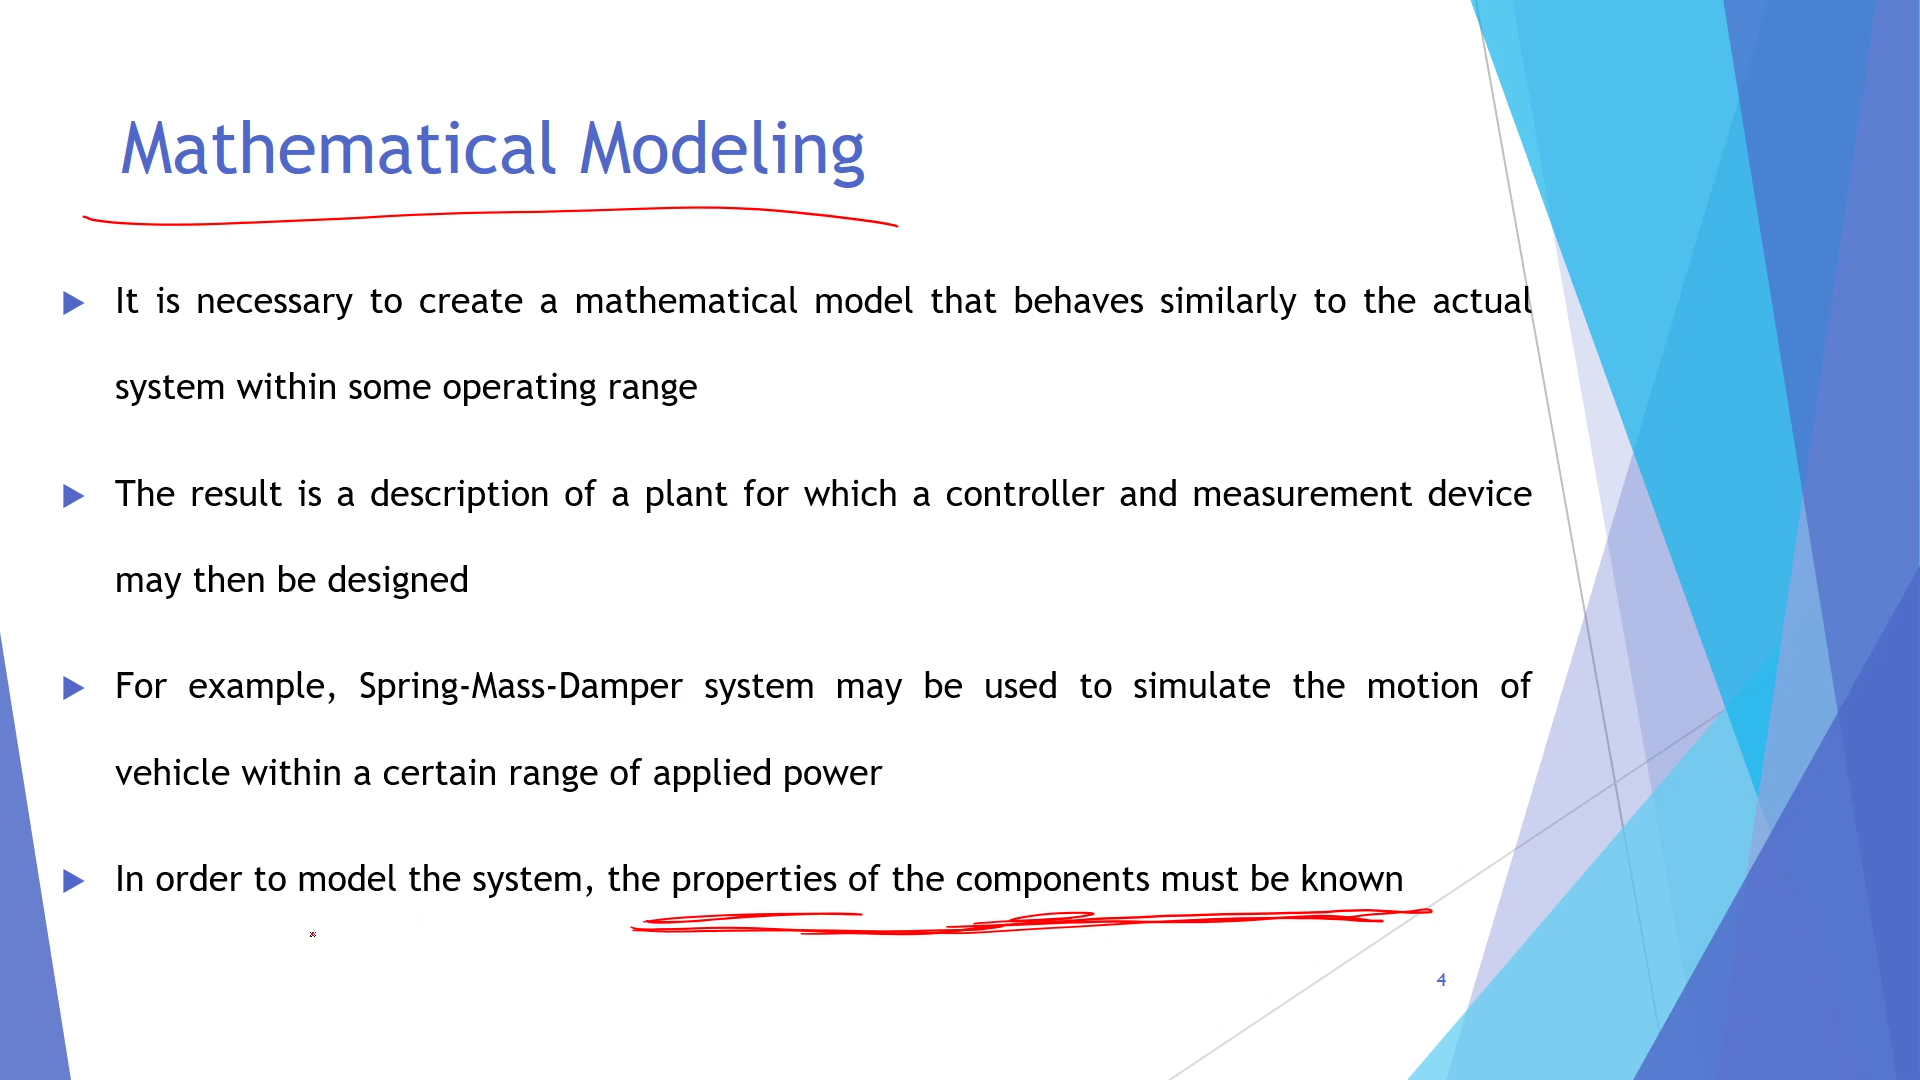 Mathematical Modeling
It is necessary to create a mathematical model that behaves similarly to the actual
system within some operating range
The result is a description of a plant for which a controller and measurement device
may then be designed
For example, Spring-Mass-Damper system may be used to simulate the motion of
vehicle within a certain range of applied power
In order to model the system, the properties of the components must be known
4